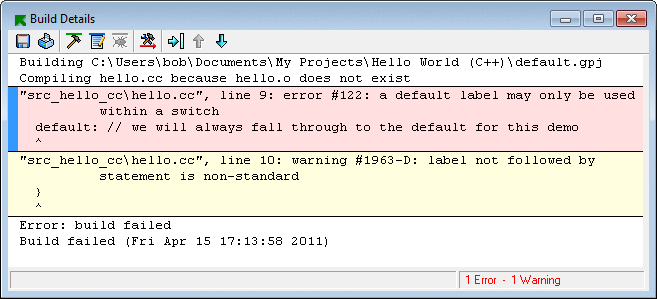 Build Details
Building C:\Users\bob\Documents\My Projects\Hello World (C++)\default.gpj
Compiling hello.cc because hello.o does not exist
"src_hello_cc\hello.cc", line 9: error #122: a default label may only be used
within a switch
default: // we will always fall through to the default for this demo
^
"src_hello_cc\hello.cc", line 10: warning #1963-D: label not followed by
statement is non-standard
}
^
Error: build failed
Build failed (Fri Apr 15 17:13:58 2011)
1 Error - 1 Warning